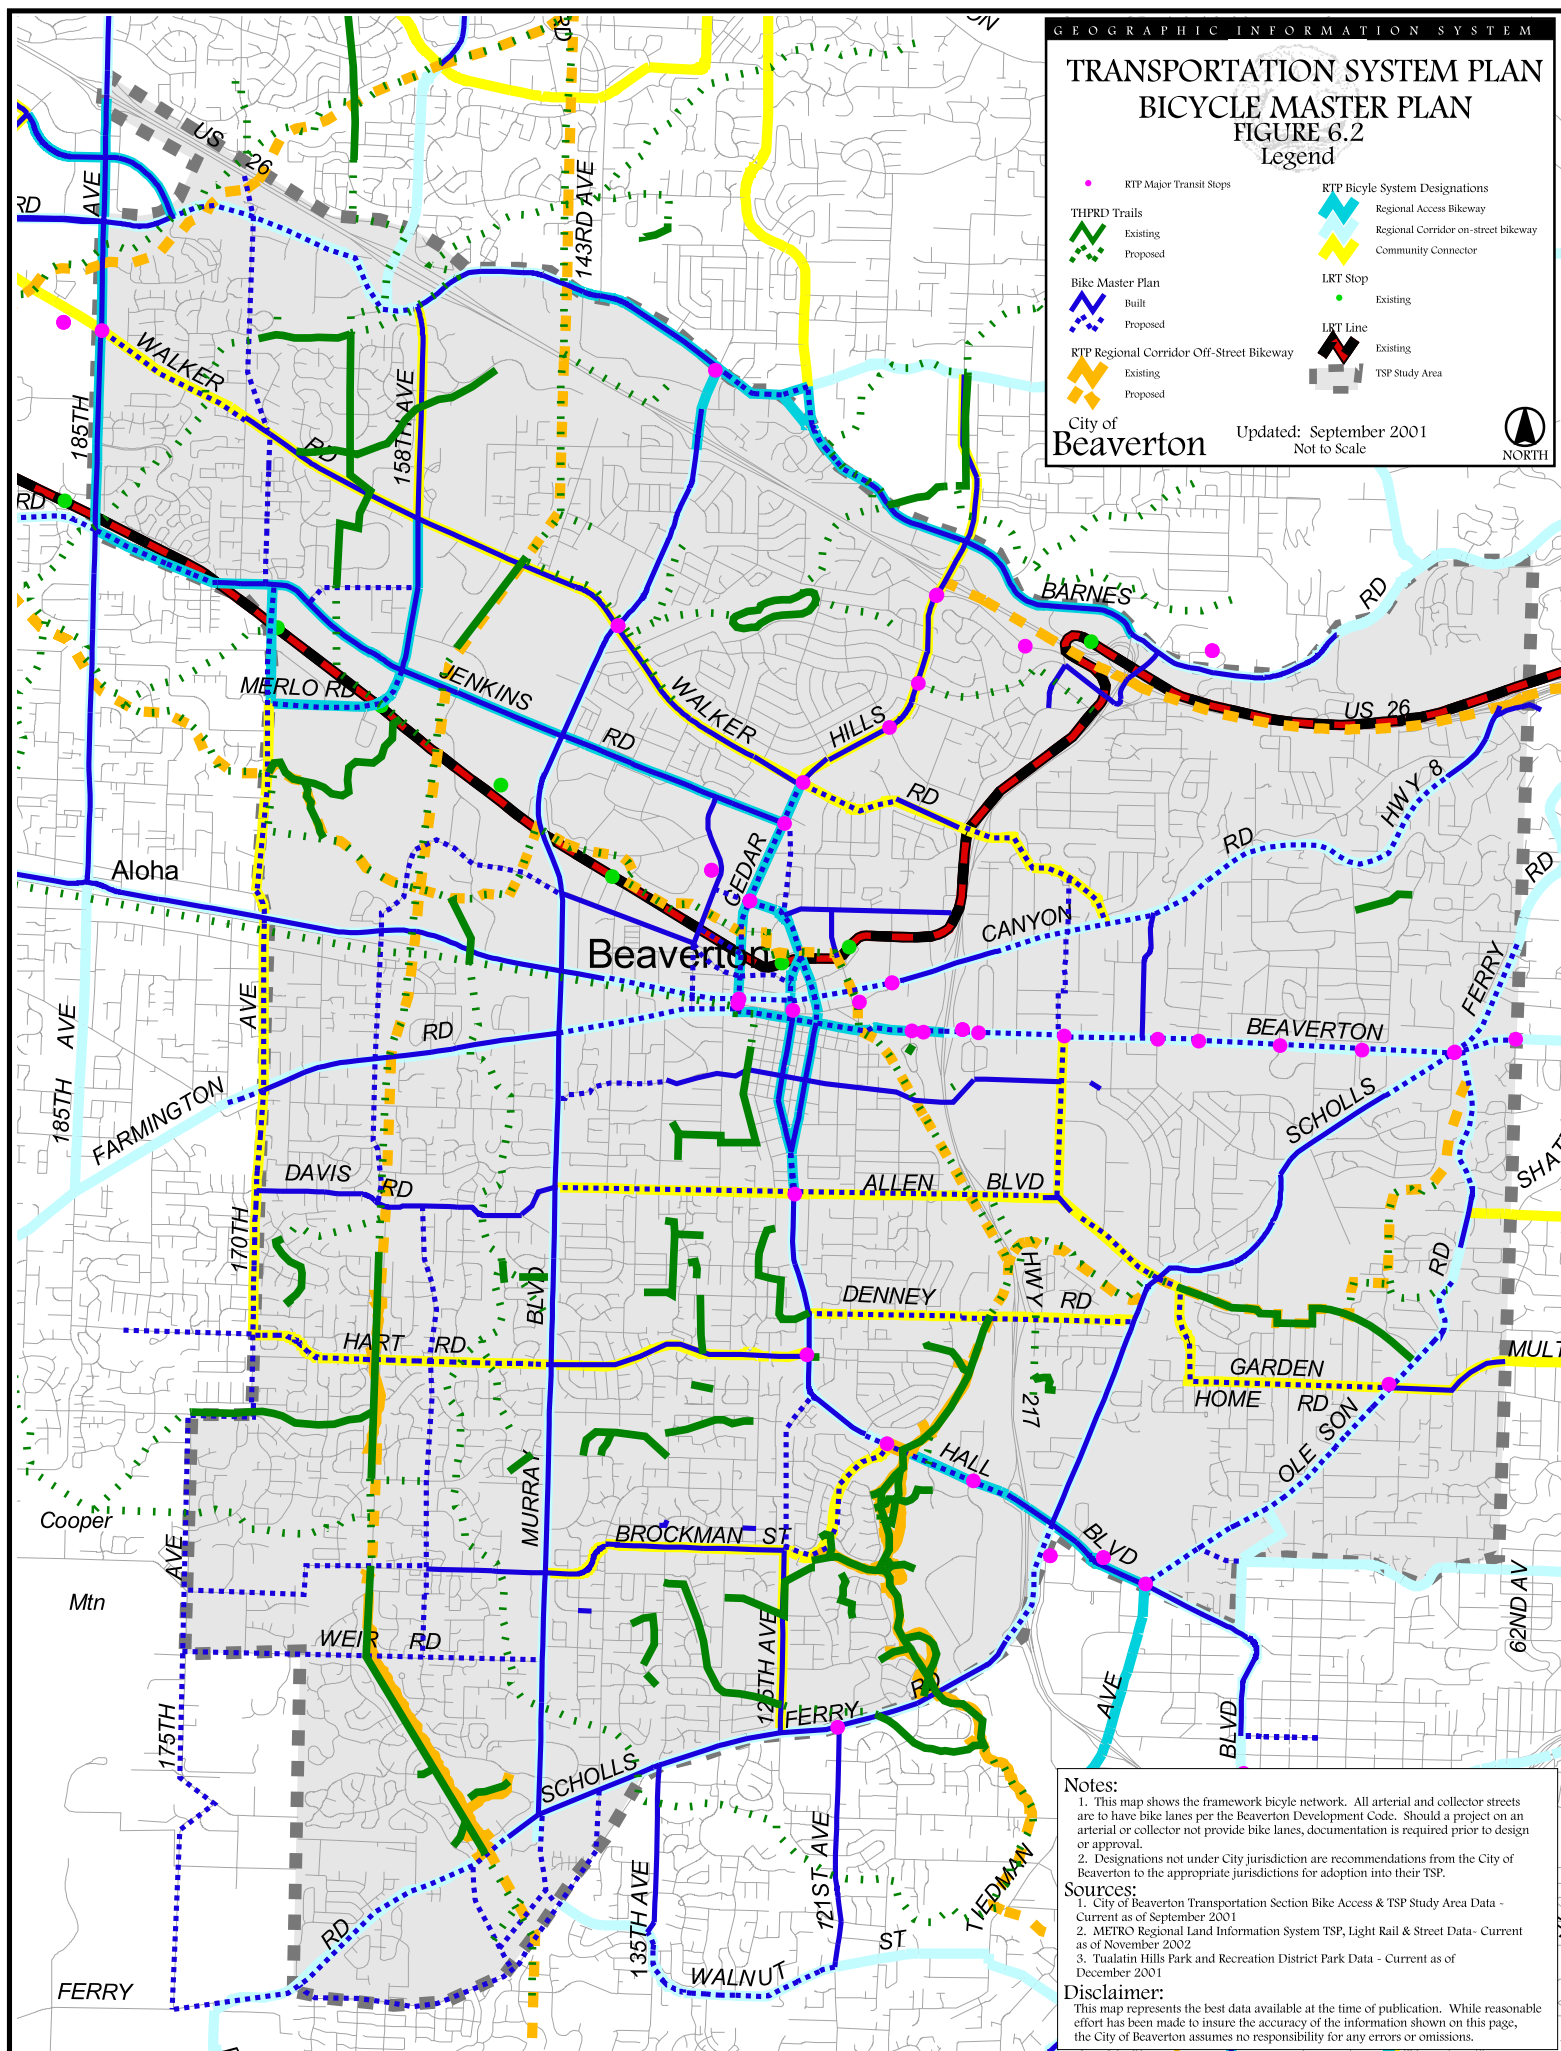 GEOGRAPHIC INFORMATION SYSTEM
TRANSPORTATION SYSTEM PLAN
BICYCLE MASTER PLAN
FIGURE 6.2
Legend
RTP Major Transit Stops
THPRD Trails
Existing
Proposed
Bike Master Plan
Built
Proposed
RTP Regional Corridor Off-Street Bikeway
Existing
Proposed
RTP Bicyle System Designations
Regional Access Bikeway
Regional Corridor on-street bikeway
Community Connector
LRT Stop
Existing
LRT Line
Existing
TSP Study Area
City of
Beaverton
Updated: September 2001
Not to Scale
NORTH
RD
ON
US 26
AVE
RD
143RD AVE
WALKER
RD
185TH
158TH AVE
RD
BARNES
RD
MERLO RD
JENKINS
RD
WALKER
HILLS
RD
US 26
HWY 8
RD
RD
Aloha
CEDAR
CANYON
Beaverton
FERRY
AVE
AVE
RD
BEAVERTON
185TH
FARMINGTON
SCHOLLS
DAVIS
RD
ALLEN
BLVD
SHAT
170TH
BLVD
HWY
RD
DENNEY
RD
HART
RD
GARDEN
HOME
RD
MULT
217
OLE SON
HALL
MURRAY
Cooper
AVE
BROCKMAN ST
BLVD
Mtn
62ND AV
WEIR
RD
125TH AVE
RD
FERRY
AVE
175TH
BLVD
SCHOLLS
135TH AVE
121ST AVE
TIEDMAN
RD
ST
WALNUT
FERRY
Notes:
1. This map shows the framework bicyle network. All arterial and collector streets
are to have bike lanes per the Beaverton Development Code. Should a project on an
arterial or collector not provide bike lanes, documentation is required prior to design
or approval.
2. Designations not under City jurisdiction are recommendations from the City of
Beaverton to the appropriate jurisdictions for adoption into their TSP.
Sources:
1. City of Beaverton Transportation Section Bike Access & TSP Study Area Data -
Current as of September 2001
2. METRO Regional Land Information System TSP, Light Rail & Street Data- Current
as of November 2002
3. Tualatin Hills Park and Recreation District Park Data - Current as of
December 2001
Disclaimer:
This map represents the best data available at the time of publication. While reasonable
effort has been made to insure the accuracy of the information shown on this page,
the City of Beaverton assumes no responsibility for any errors or omissions.